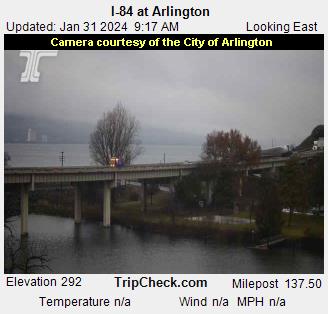 I-84 at Arlington
Updated: Jan 31 2024 9:17 AM Looking East
Camera courtesy of the City of Arlington
Elevation 292 TripCheck.com Milepost 137.50
Temperature n/a Wind n/a MPH n/a